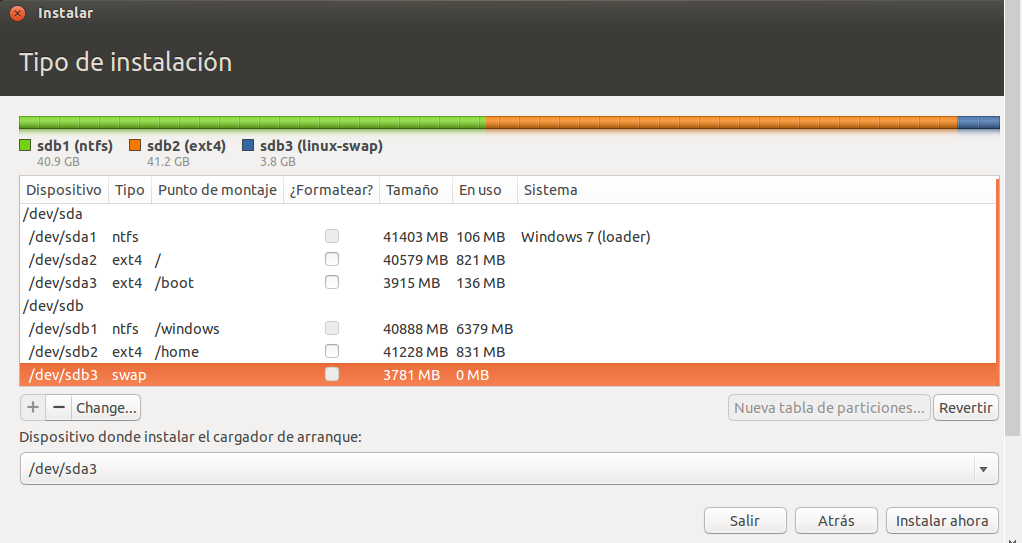 Instalar
Tipo de instalación
sdb1 (ntfs) sdb2 (ext4) sdb3 (linux-swap)
40.9 GB 41.2 GB 3.8 GB
Dispositivo Tipo Punto de montaje ¿Formatear? Tamaño En uso Sistema
/dev/sda
/dev/sda1 ntfs 41403 MB 106 MB Windows 7 (loader)
/dev/sda2 ext4 / 40579 MB 821 MB
/dev/sda3 ext4 /boot 3915 MB 136 MB
/dev/sdb
/dev/sdb1 ntfs /windows 40888 MB 6379 MB
/dev/sdb2 ext4 /home 41228 MB 831 MB
/dev/sdb3 swap 3781 MB 0 MB
+ − Change... Nueva tabla de particiones... Revertir
Dispositivo donde instalar el cargador de arranque:
/dev/sda3
Salir Atrás Instalar ahora